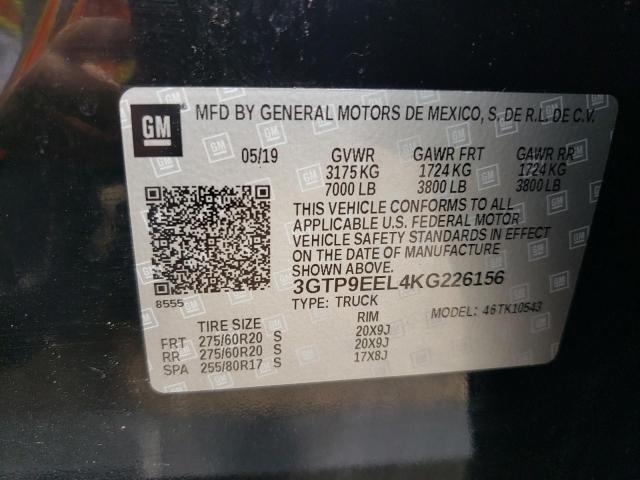 GM
MFD BY GENERAL MOTORS DE MEXICO, S. DE R.L. DE C.V.
05/19 GVWR GAWR FRT GAWR RR
3175 KG 1724 KG 1724 KG
7000 LB 3800 LB 3800 LB
THIS VEHICLE CONFORMS TO ALL
APPLICABLE U.S. FEDERAL MOTOR
VEHICLE SAFETY STANDARDS IN EFFECT
ON THE DATE OF MANUFACTURE
SHOWN ABOVE.
3GTP9EEL4KG226156
8555
TYPE: TRUCK MODEL: 46TK10543
TIRE SIZE RIM
FRT 275/60R20 S 20X9J
RR 275/60R20 S 20X9J
SPA 255/80R17 S 17X8J